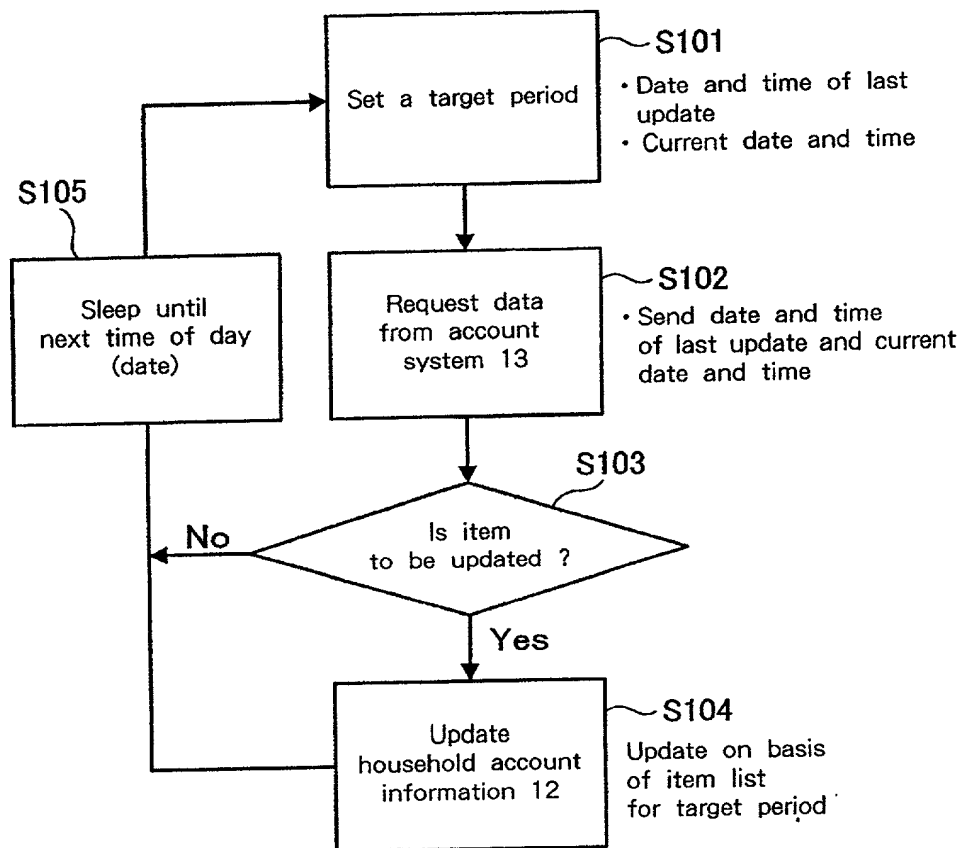 S101
Set a target period
・Date and time of last
update
・Current date and time
S105
Sleep until
next time of day
(date)
S102
Request data
from account
system 13
・Send date and time
of last update and current
date and time
S103
Is item
to be updated ?
No
Yes
S104
Update
household account
information 12
Update on basis
of item list
for target period